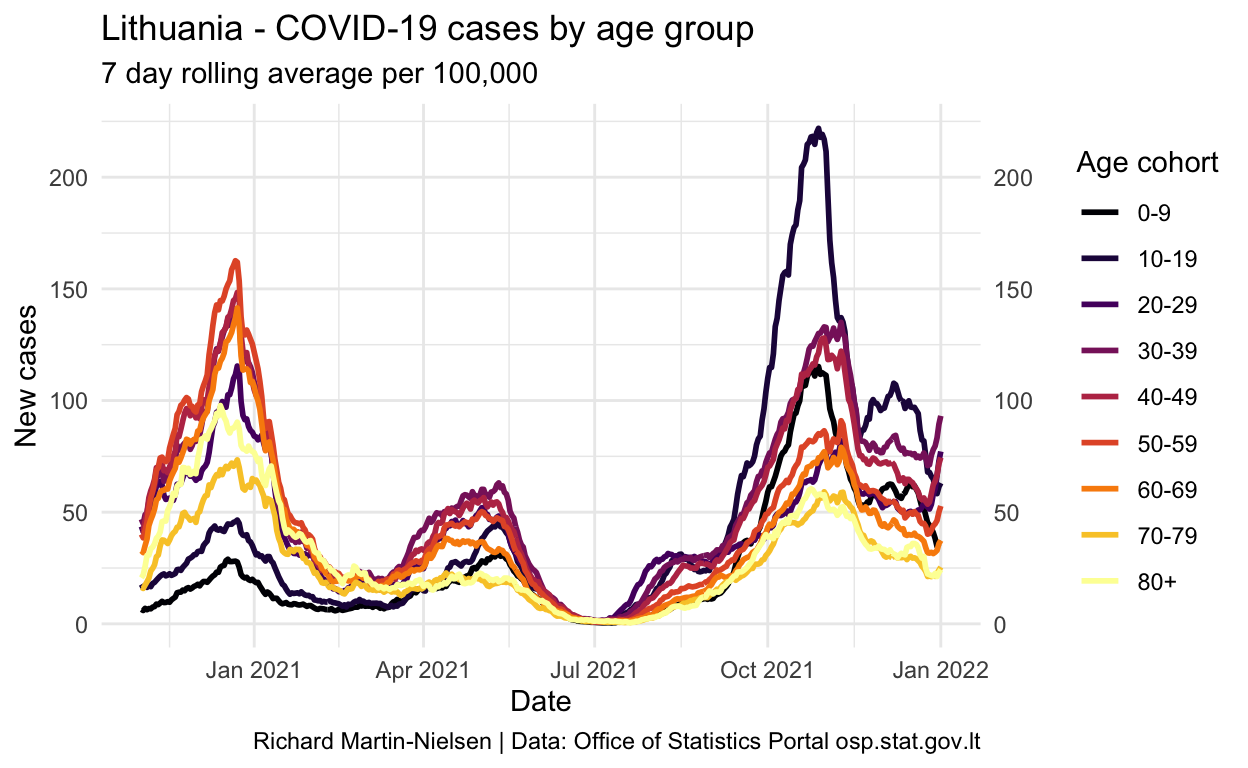 Lithuania - COVID-19 cases by age group
7 day rolling average per 100,000
New cases
200
150
100
50
0
200
150
100
50
0
Jan 2021 Apr 2021 Jul 2021 Oct 2021 Jan 2022
Date
Age cohort
0-9
10-19
20-29
30-39
40-49
50-59
60-69
70-79
80+
Richard Martin-Nielsen | Data: Office of Statistics Portal osp.stat.gov.lt